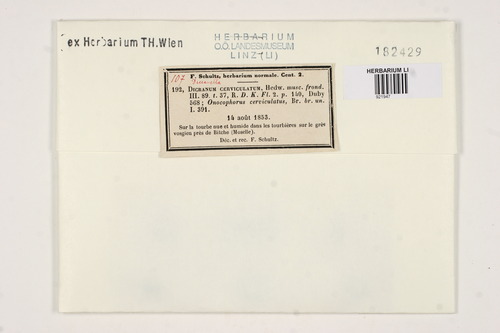 ex Herbarium TH.Wien
HERBARIUM
O.Ö. LANDESMUSEUM
LINZ (LI)
182429
HERBARIUM LI
107
F. Schultz, herbarium normale. Cent. 2.
192. DICRANUM CERVICULATUM, Hedw. musc. frond.
III. 89. t. 37, R. D. K. Fl. 2. p. 140, Duby
568; Oncophorus cerviculatus, Br. br. un.
I. 391.
14 août 1853.
Sur la tourbe nue et humide dans les tourbières sur le grès
vosgien près de Bitche (Moselle).
Déc. et rec. F. Schultz.